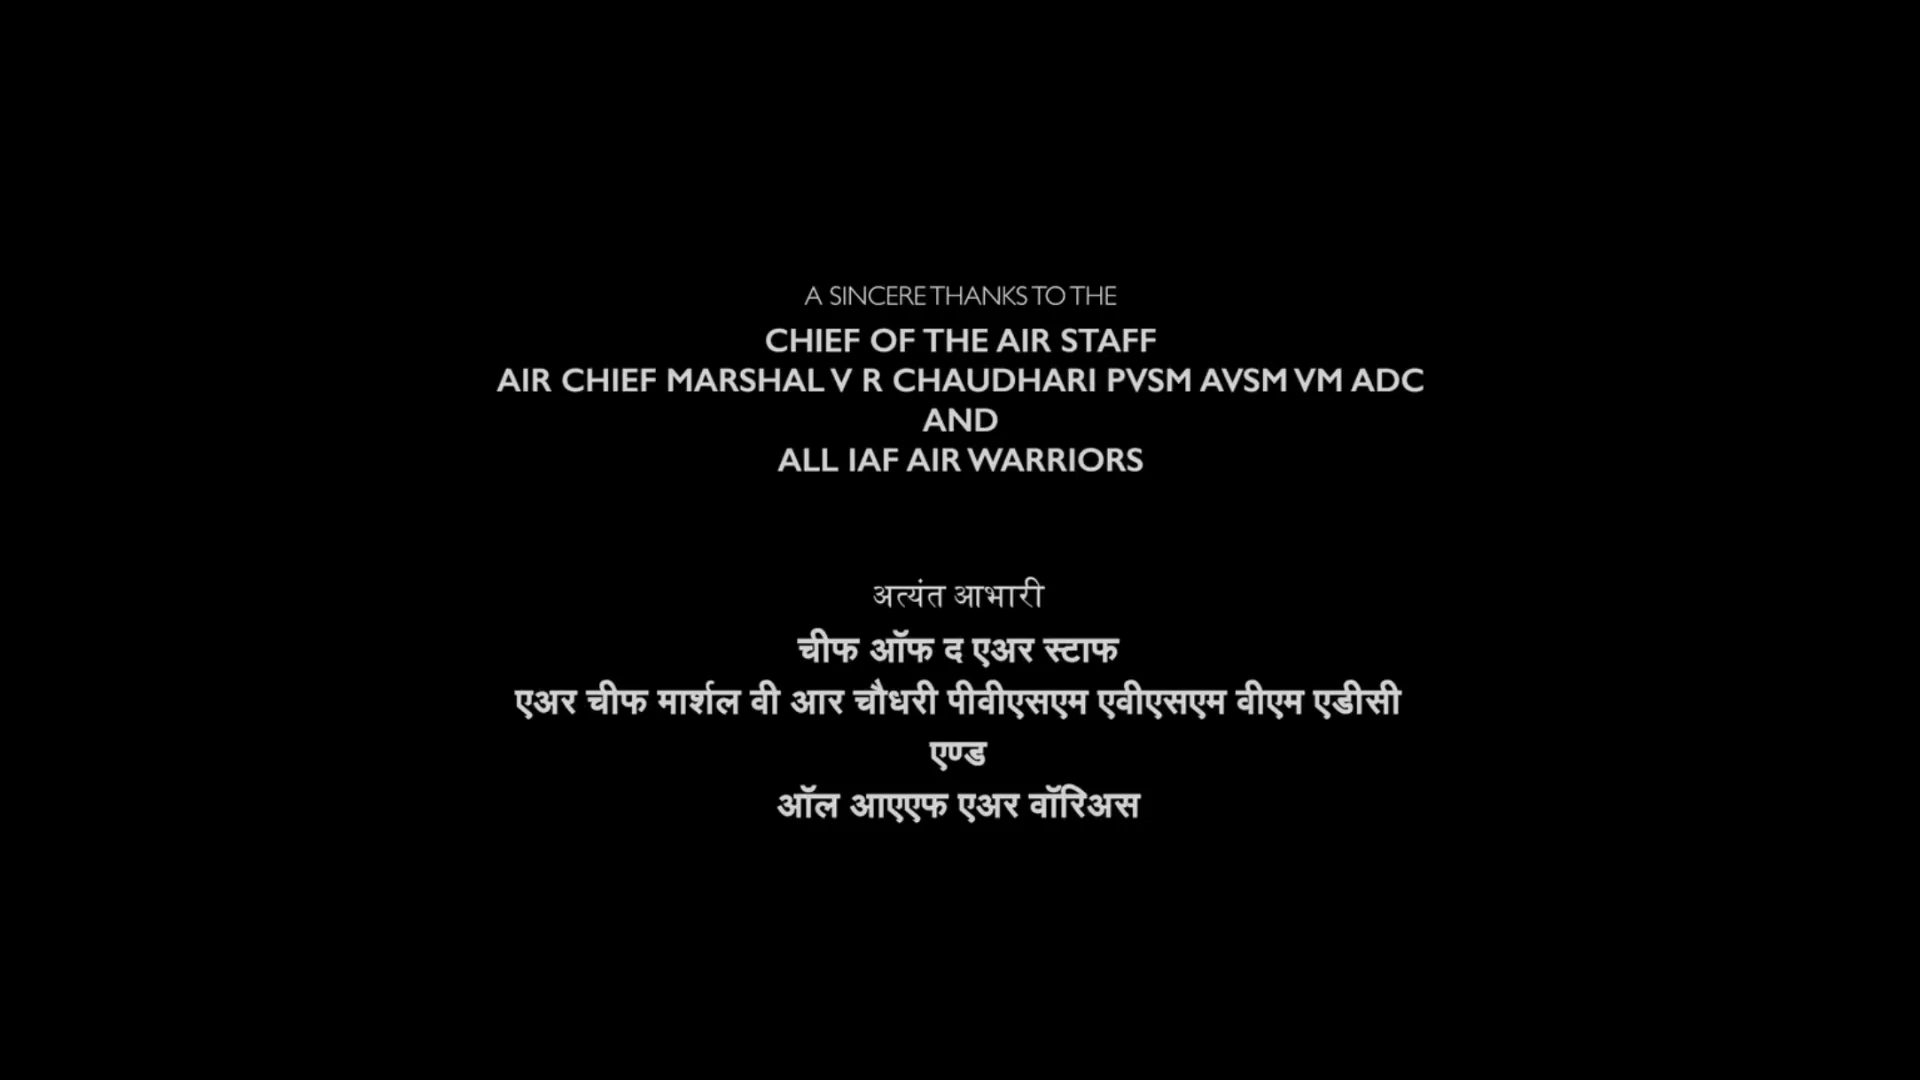 A SINCERE THANKS TO THE
CHIEF OF THE AIR STAFF
AIR CHIEF MARSHAL V R CHAUDHARI PVSM AVSM VM ADC
AND
ALL IAF AIR WARRIORS
अत्यंत आभारी
चीफ ऑफ द एअर स्टाफ
एअर चीफ मार्शल वी आर चौधरी पीवीएसएम एवीएसएम वीएम एडीसी
एण्ड
ऑल आएएफ एअर वॉरिअस